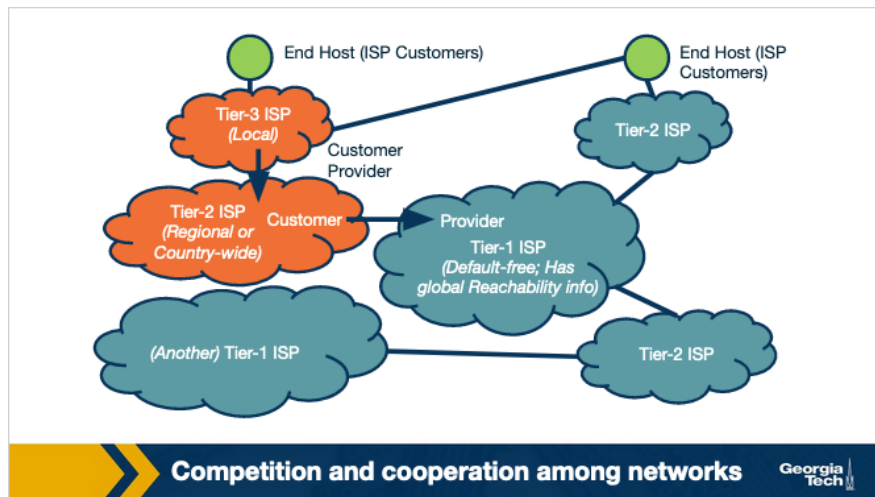 End Host (ISP Customers)
End Host (ISP
Customers)
Tier-3 ISP
(Local)
Tier-2 ISP
Customer
Provider
Tier-2 ISP
(Regional or
Country-wide)
Customer
Provider
Tier-1 ISP
(Default-free; Has
global Reachability info)
(Another) Tier-1 ISP
Tier-2 ISP
Competition and cooperation among networks
Georgia
Tech